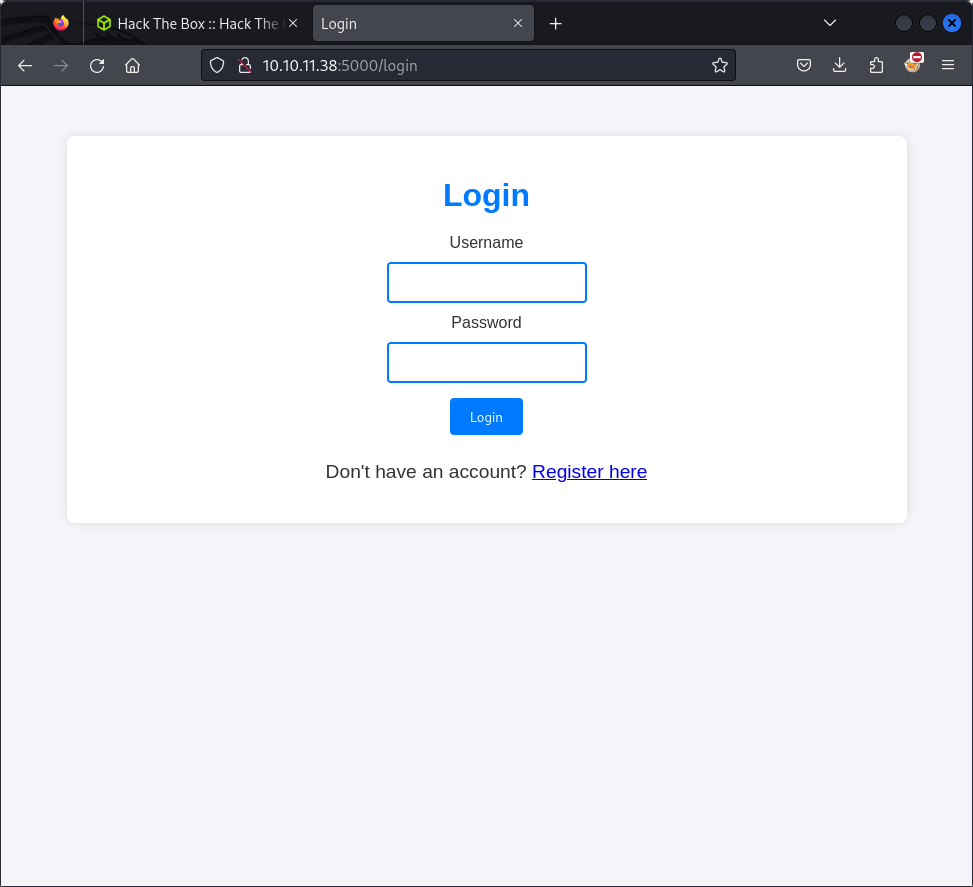 Hack The Box :: Hack The
Login
10.10.11.38:5000/login
Login
Username
Password
Login
Don't have an account? Register here